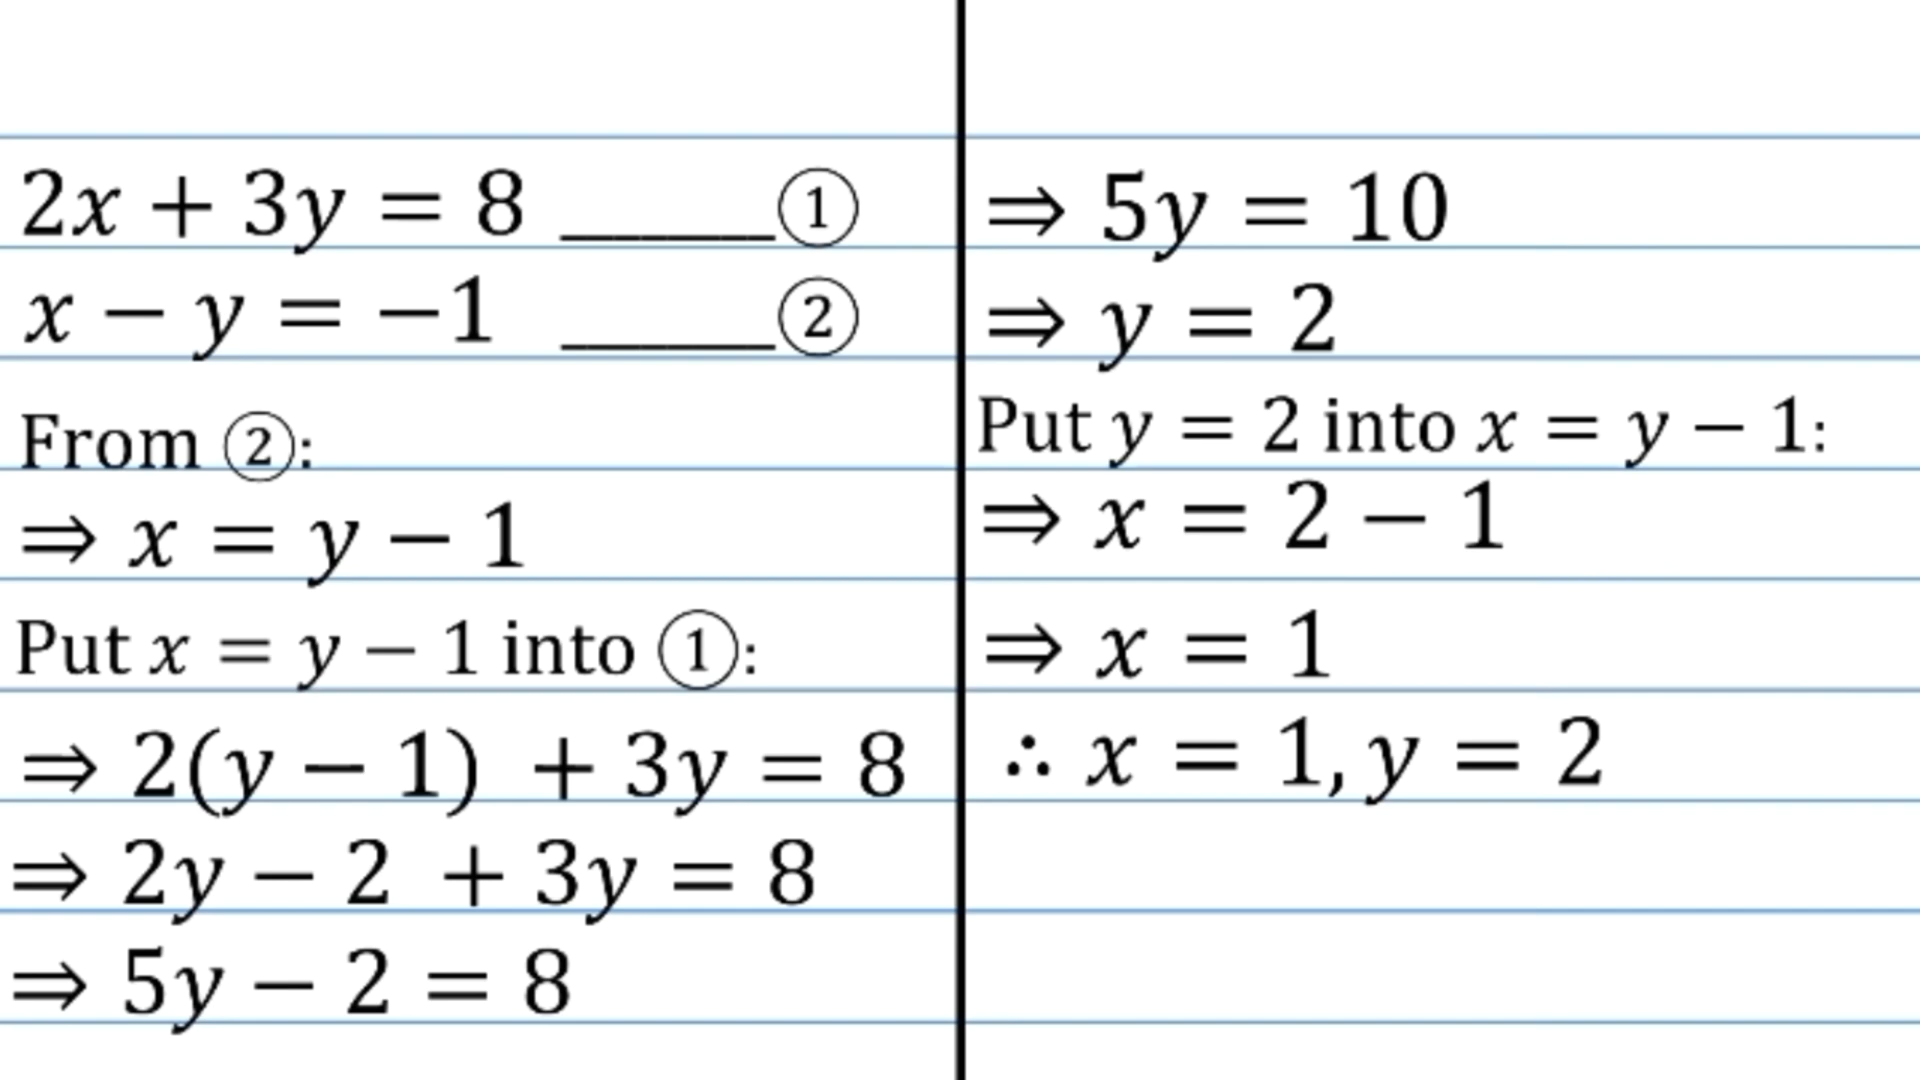 2x + 3y = 8 ______①
x − y = −1 ______②
From ②:
⇒ x = y − 1
Put x = y − 1 into ①:
⇒ 2(y − 1) + 3y = 8
⇒ 2y − 2 + 3y = 8
⇒ 5y − 2 = 8
⇒ 5y = 10
⇒ y = 2
Put y = 2 into x = y − 1:
⇒ x = 2 − 1
⇒ x = 1
∴ x = 1, y = 2